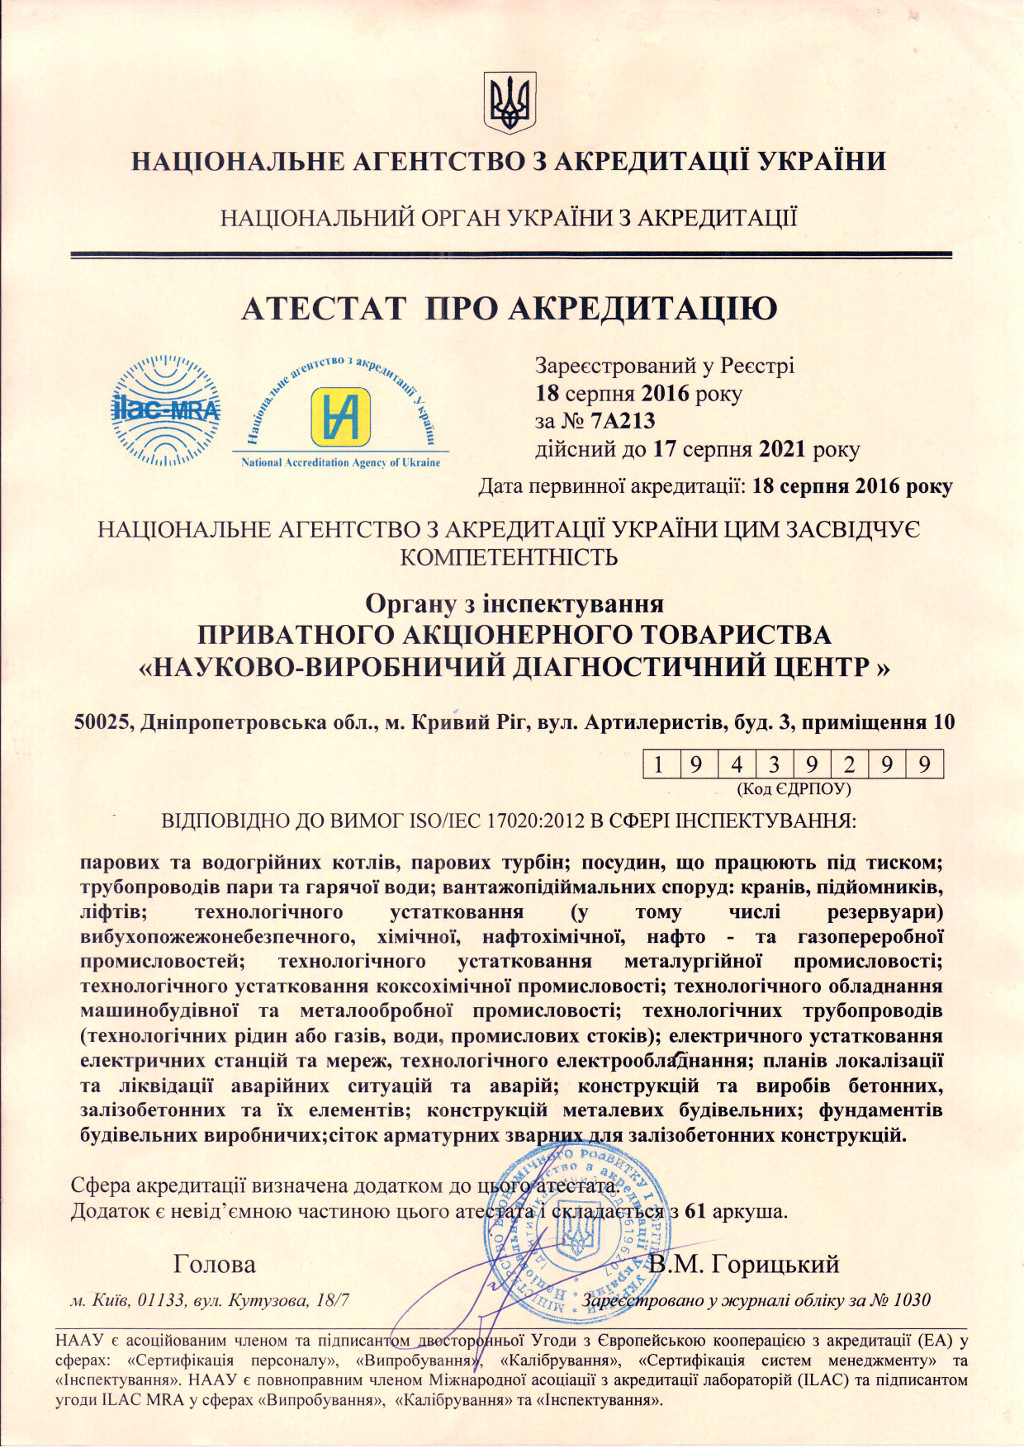 НАЦІОНАЛЬНЕ АГЕНТСТВО З АКРЕДИТАЦІЇ УКРАЇНИ
НАЦІОНАЛЬНИЙ ОРГАН УКРАЇНИ З АКРЕДИТАЦІЇ
АТЕСТАТ ПРО АКРЕДИТАЦІЮ
ilac-MRA
Національне агентство з акредитації України
НА
National Accreditation Agency of Ukraine
Зареєстрований у Реєстрі
18 серпня 2016 року
за № 7А213
дійсний до 17 серпня 2021 року
Дата первинної акредитації: 18 серпня 2016 року
НАЦІОНАЛЬНЕ АГЕНТСТВО З АКРЕДИТАЦІЇ УКРАЇНИ ЦИМ ЗАСВІДЧУЄ
КОМПЕТЕНТНІСТЬ
Органу з інспектування
ПРИВАТНОГО АКЦІОНЕРНОГО ТОВАРИСТВА
«НАУКОВО-ВИРОБНИЧИЙ ДІАГНОСТИЧНИЙ ЦЕНТР »
50025, Дніпропетровська обл., м. Кривий Ріг, вул. Артилеристів, буд. 3, приміщення 10
1 9 4 3 9 2 9 9
(Код ЄДРПОУ)
ВІДПОВІДНО ДО ВИМОГ ISO/IEC 17020:2012 В СФЕРІ ІНСПЕКТУВАННЯ:
парових та водогрійних котлів, парових турбін; посудин, що працюють під тиском;
трубопроводів пари та гарячої води; вантажопідіймальних споруд: кранів, підйомників,
ліфтів; технологічного устатковання (у тому числі резервуари)
вибухопожежонебезпечного, хімічної, нафтохімічної, нафто - та газопереробної
промисловостей; технологічного устатковання металургійної промисловості;
технологічного устатковання коксохімічної промисловості; технологічного обладнання
машинобудівної та металообробної промисловості; технологічних трубопроводів
(технологічних рідин або газів, води, промислових стоків); електричного устатковання
електричних станцій та мереж, технологічного електрообладнання; планів локалізації
та ліквідації аварійних ситуацій та аварій; конструкцій та виробів бетонних,
залізобетонних та їх елементів; конструкцій металевих будівельних; фундаментів
будівельних виробничих;сіток арматурних зварних для залізобетонних конструкцій.
Сфера акредитації визначена додатком до цього атестата.
Додаток є невід’ємною частиною цього атестата і складається з 61 аркуша.
Голова В.М. Горицький
м. Київ, 01133, вул. Кутузова, 18/7 Зареєстровано у журналі обліку за № 1030
НААУ є асоційованим членом та підписантом двосторонньої Угоди з Європейською кооперацією з акредитації (ЕА) у
сферах: «Сертифікація персоналу», «Випробування», «Калібрування», «Сертифікація систем менеджменту» та
«Інспектування». НААУ є повноправним членом Міжнародної асоціації з акредитації лабораторій (ILAC) та підписантом
угоди ILAC MRA у сферах «Випробування», «Калібрування» та «Інспектування».